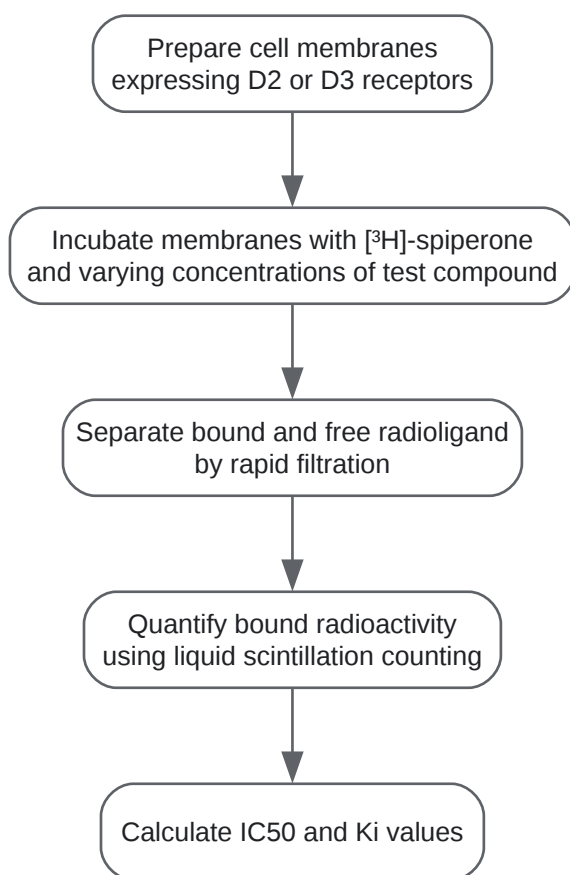 Prepare cell membranes
expressing D2 or D3 receptors
Incubate membranes with [³H]-spiperone
and varying concentrations of test compound
Separate bound and free radioligand
by rapid filtration
Quantify bound radioactivity
using liquid scintillation counting
Calculate IC50 and Ki values